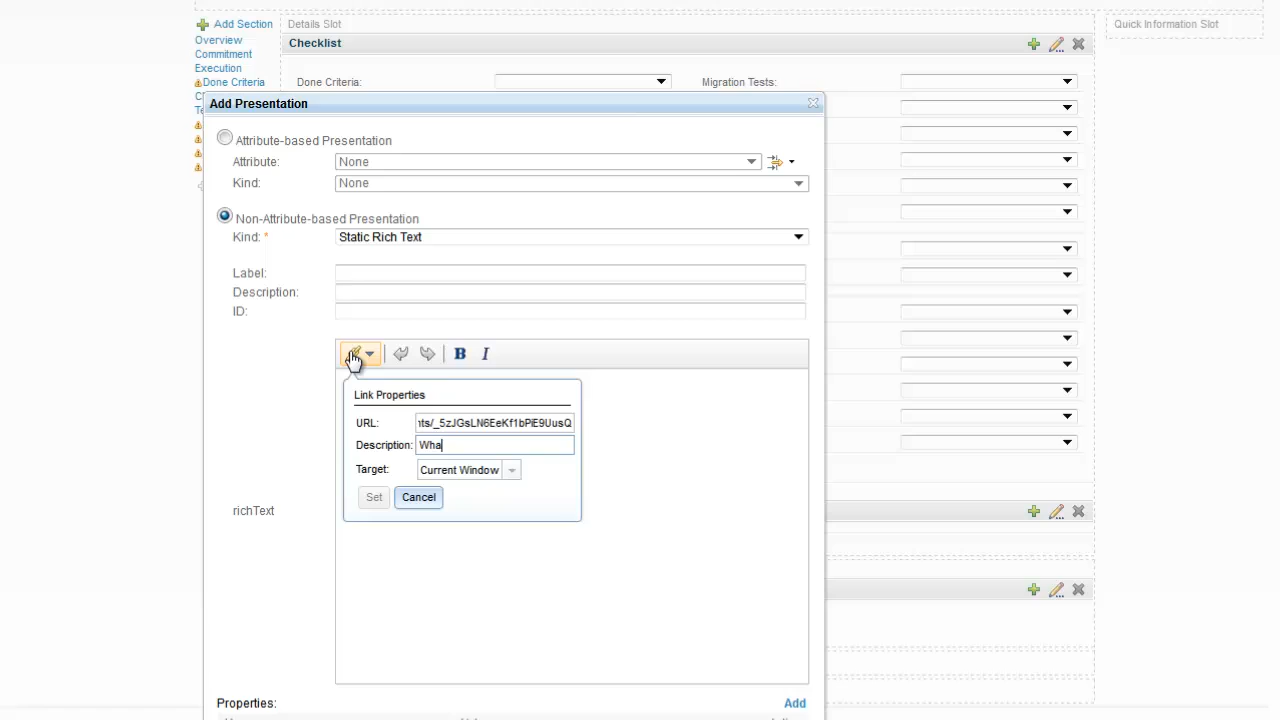 Add Section
Details Slot
Quick Information Slot
Overview
Checklist
Commitment
Execution
Done Criteria
Done Criteria:
Migration Tests:
Add Presentation
Attribute-based Presentation
Attribute:
None
Kind:
None
Non-Attribute-based Presentation
Kind: *
Static Rich Text
Label:
Description:
ID:
B I
Link Properties
URL:
nts/_5zJGsLN6EeKf1bPiE9UusQ
Description:
Wha
Target:
Current Window
Set
Cancel
richText
Properties:
Add